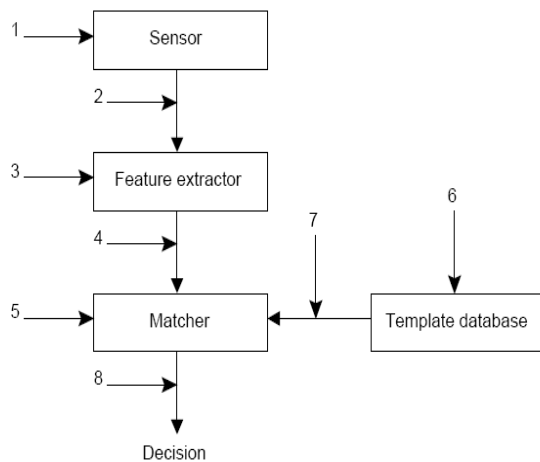 1
Sensor
2
3
Feature extractor
4
7
6
5
Matcher
Template database
8
Decision